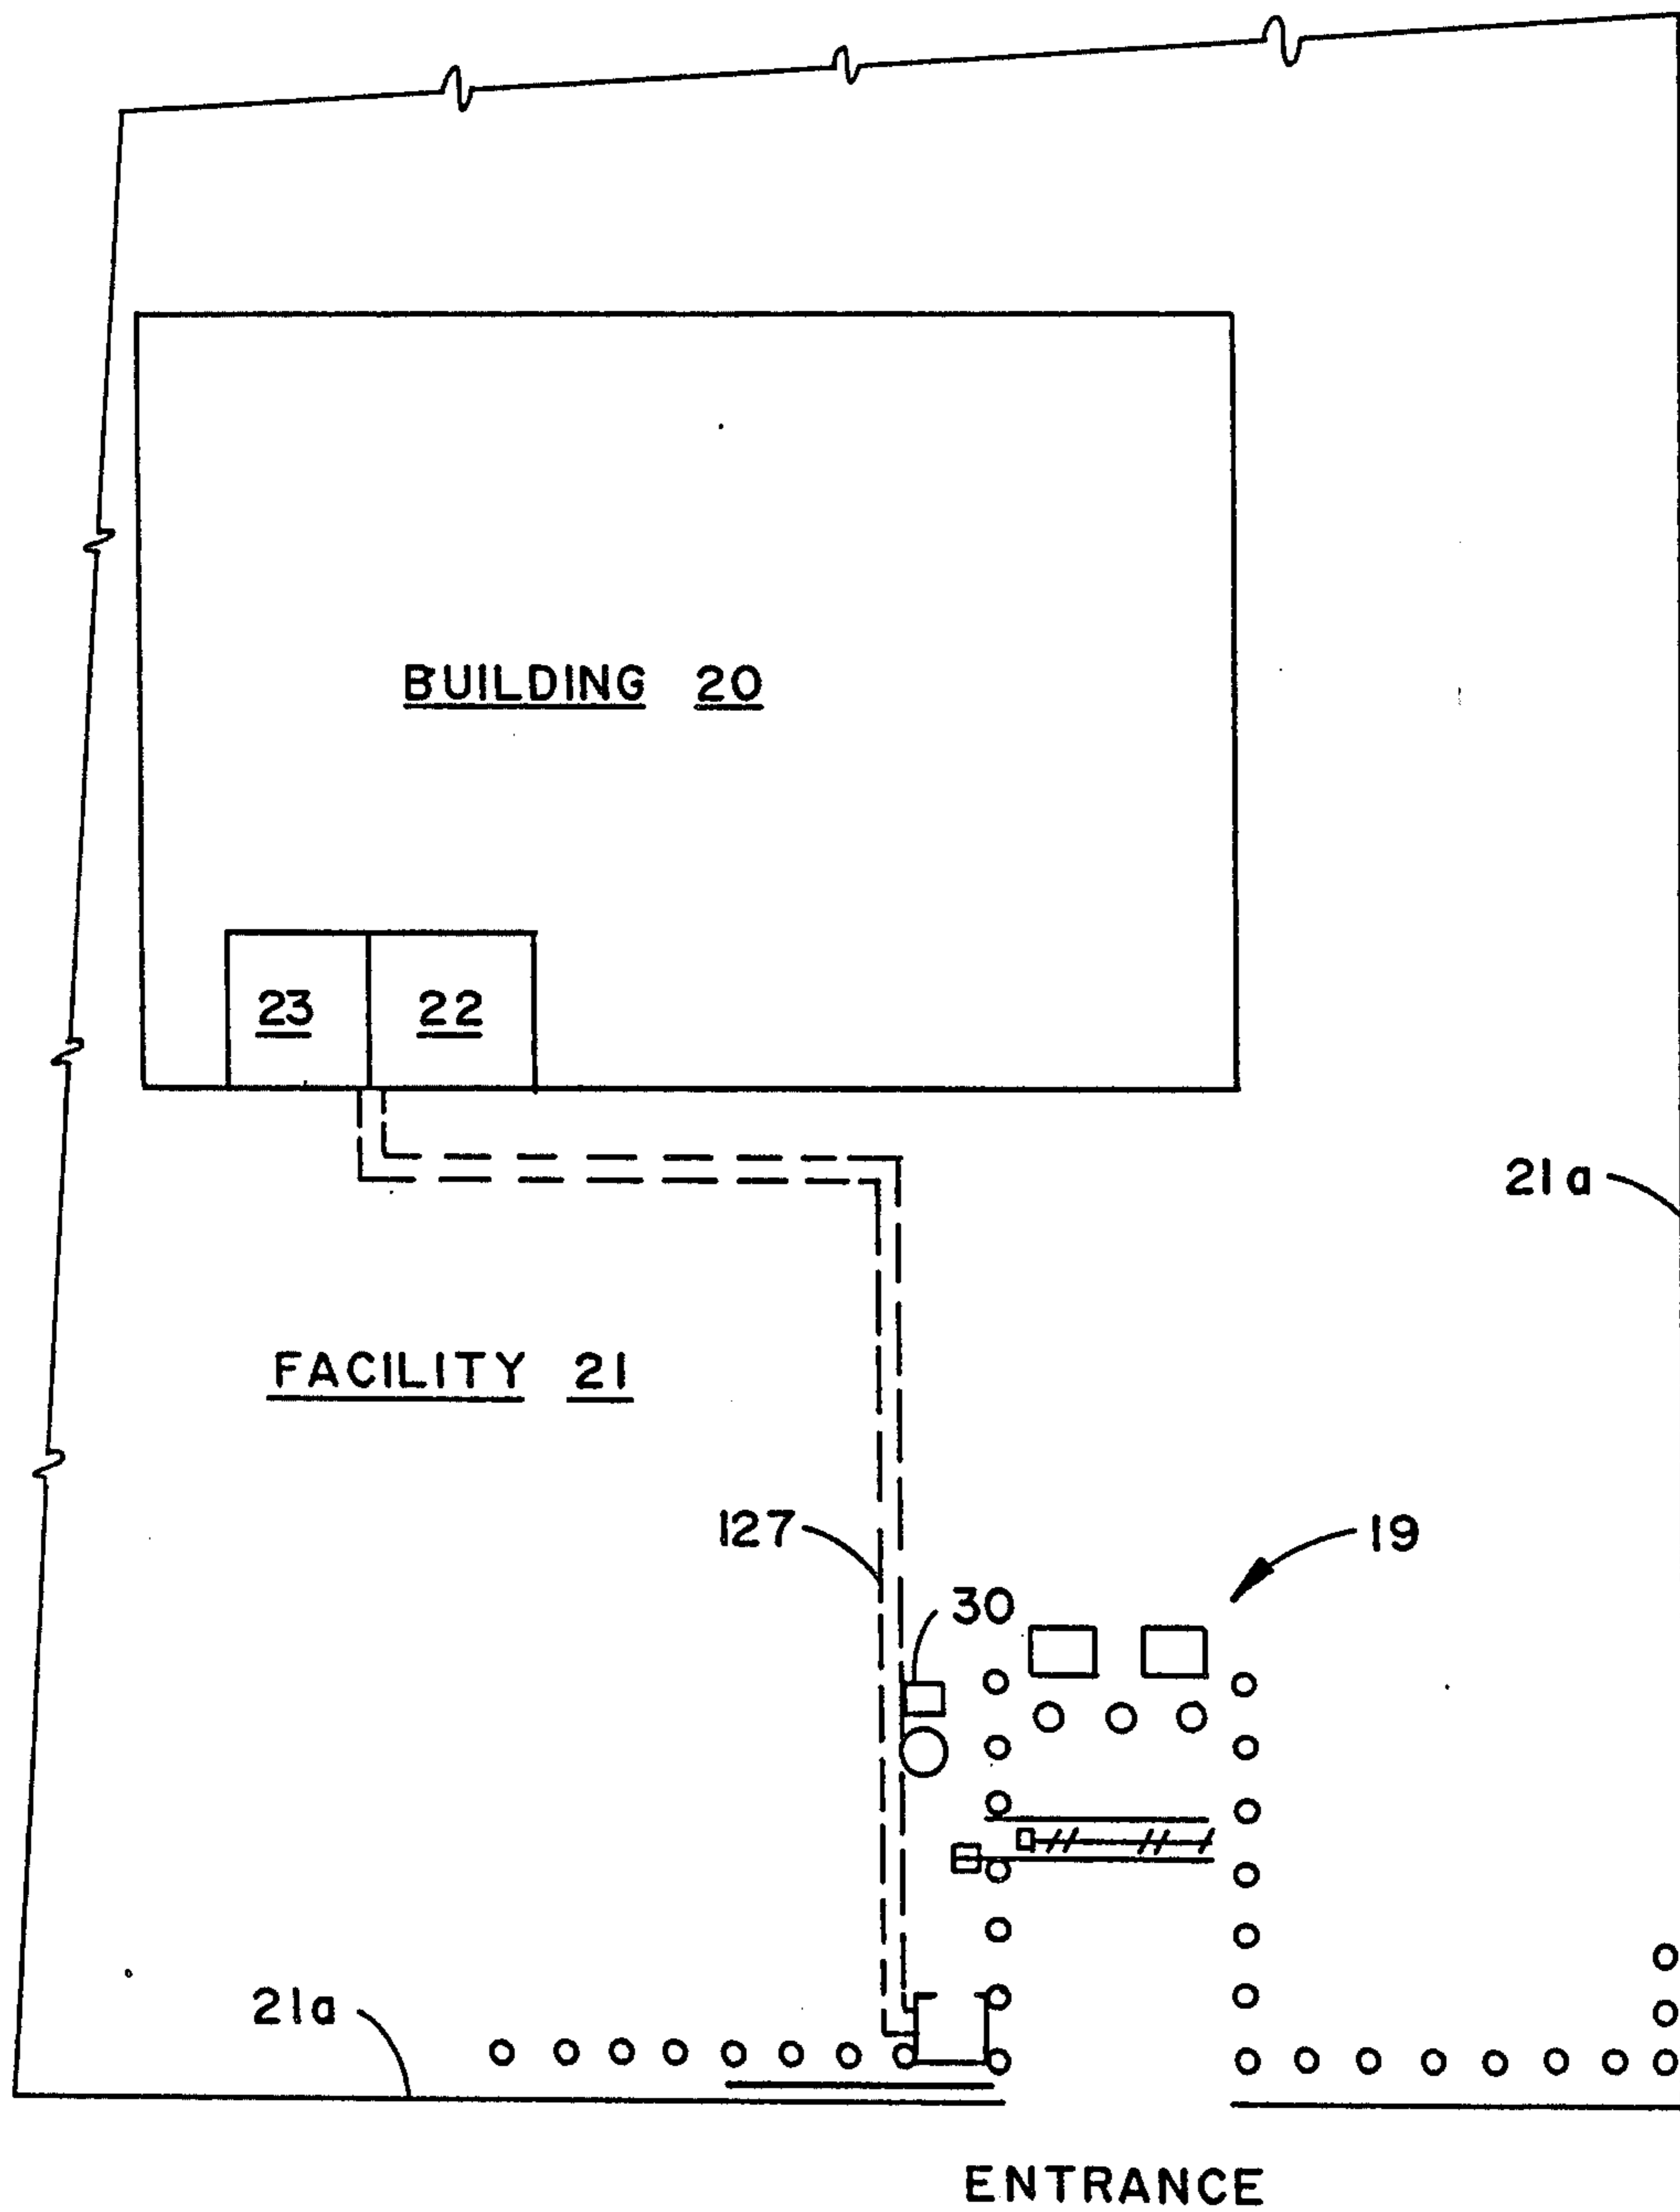 BUILDING 20
23
22
21a
FACILITY 21
127
19
30
21a
ENTRANCE